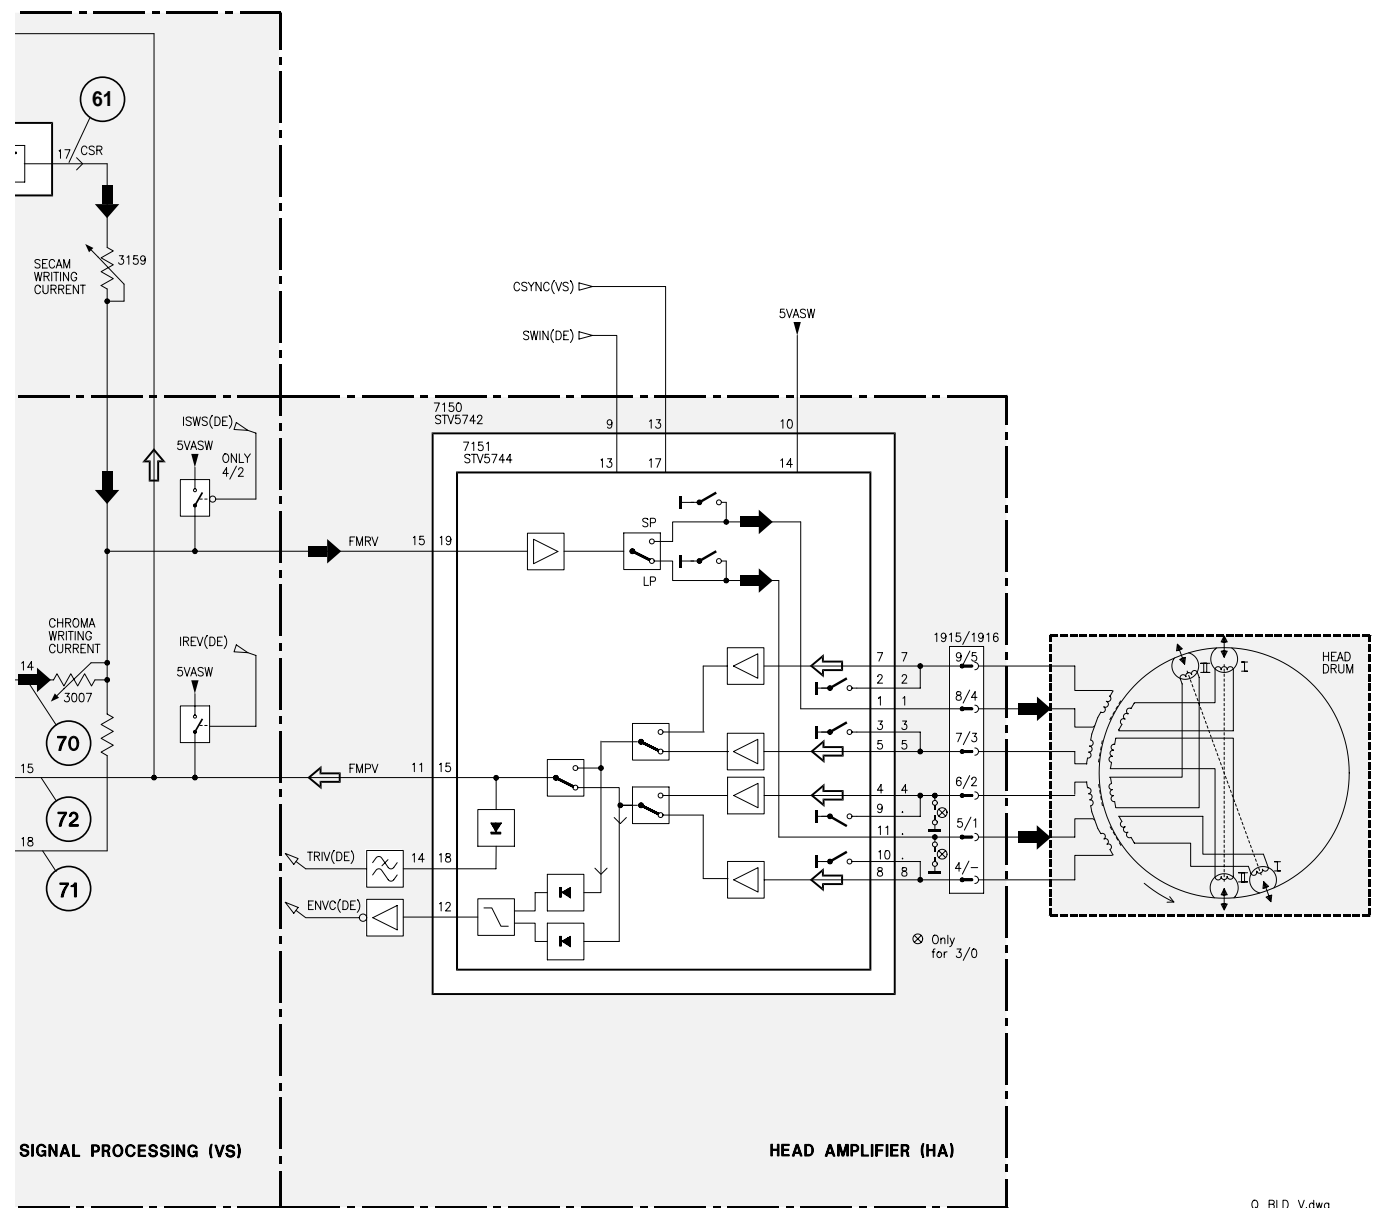 61
17
CSR
3159
SECAM
WRITING
CURRENT
CSYNC(VS)
SWIN(DE)
5VASW
7150
STV5742
9
13
10
7151
STV5744
13
17
14
ISWS(DE)
5VASW
ONLY
4/2
SP
LP
FMRV
15
19
CHROMA
WRITING
CURRENT
14
3007
70
IREV(DE)
5VASW
1915/1916
7
7
9/5
2
2
1
1
8/4
3
3
7/3
5
5
4
4
6/2
9
.
11
.
5/1
10
.
8
8
4/-
HEAD
DRUM
II
I
I
II
15
FMPV
11
15
72
18
71
TRIV(DE)
14
18
ENVC(DE)
12
⊗ Only
for 3/0
SIGNAL PROCESSING (VS)
HEAD AMPLIFIER (HA)